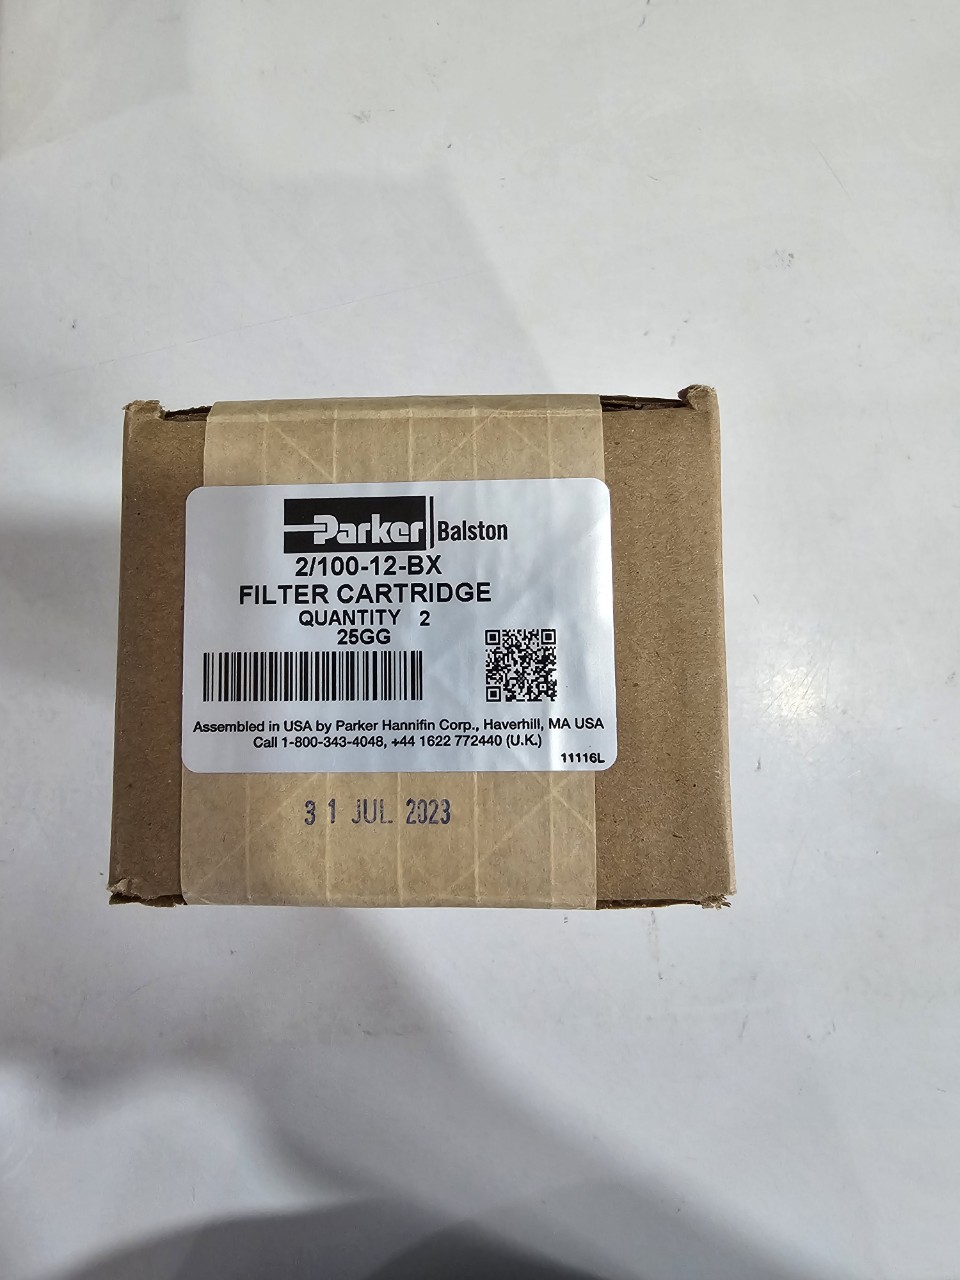 Parker Balston
2/100-12-BX
FILTER CARTRIDGE
QUANTITY 2
25GG
Assembled in USA by Parker Hannifin Corp., Haverhill, MA USA
Call 1-800-343-4048, +44 1622 772440 (U.K.)
11116L
31 JUL 2023